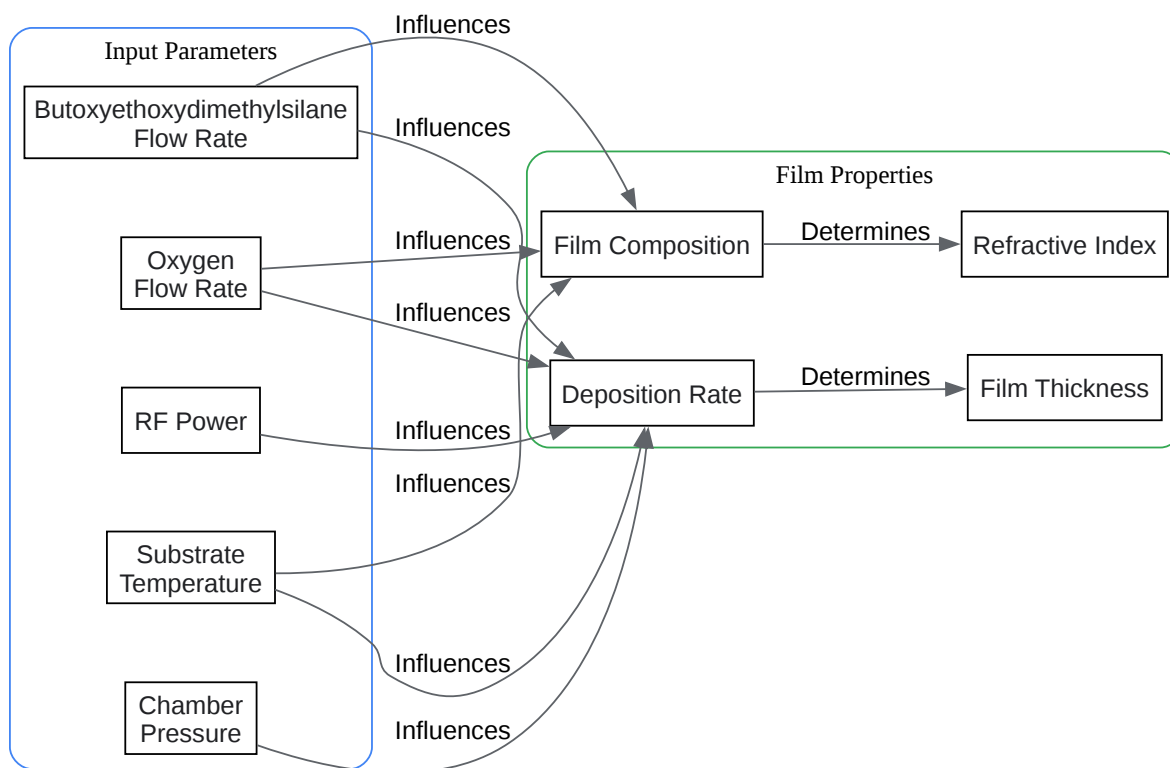 Influences
Input Parameters
Butoxyethoxydimethylsilane
Flow Rate
Influences
Film Properties
Oxygen
Flow Rate
Influences
Film Composition
Determines
Refractive Index
Influences
RF Power
Influences
Deposition Rate
Determines
Film Thickness
Influences
Substrate
Temperature
Influences
Chamber
Pressure
Influences